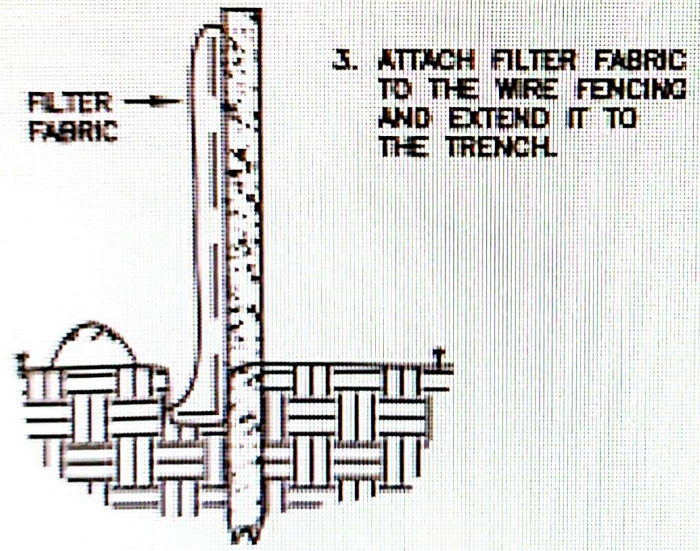 FILTER
FABRIC
3. ATTACH FILTER FABRIC
TO THE WIRE FENCING
AND EXTEND IT TO
THE TRENCH.